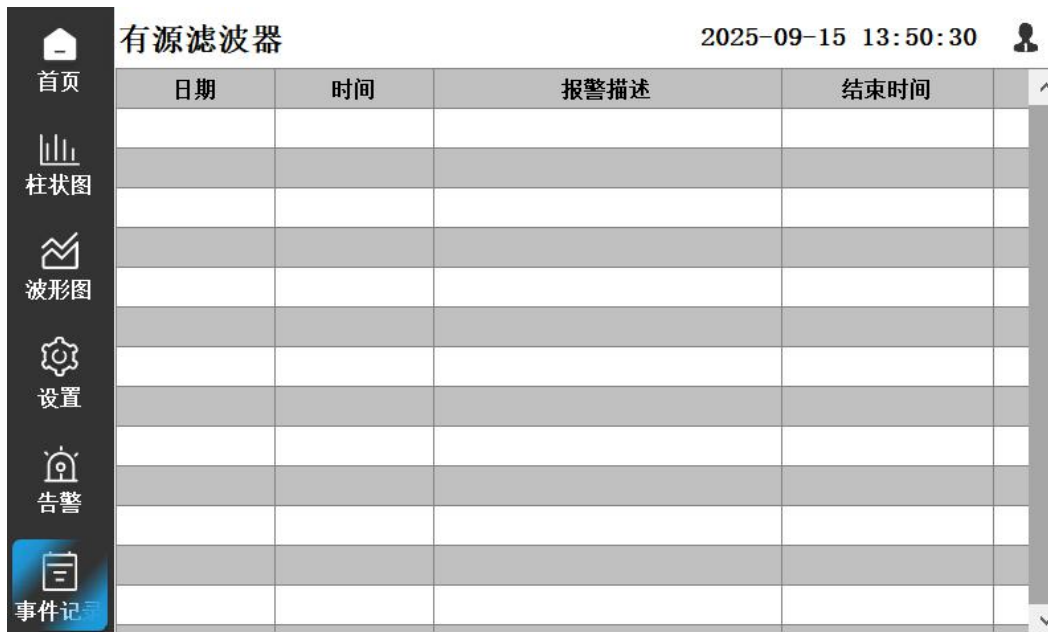 有源滤波器 2025-09-15 13:50:30
首页
日期 时间 报警描述 结束时间
柱状图
波形图
设置
告警
事件记录